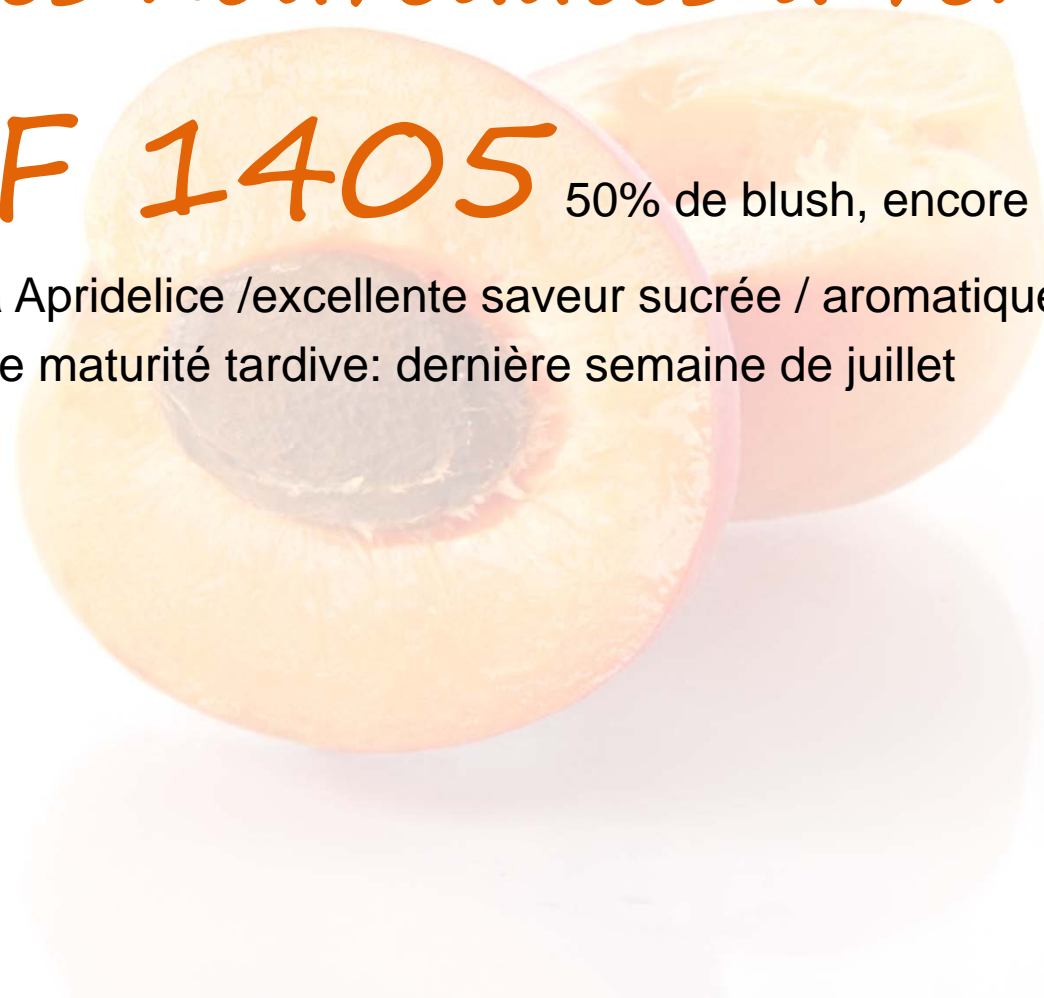 F 1405 50% de blush, encore
Apridelice /excellente saveur sucrée / aromatique
e maturité tardive: dernière semaine de juillet